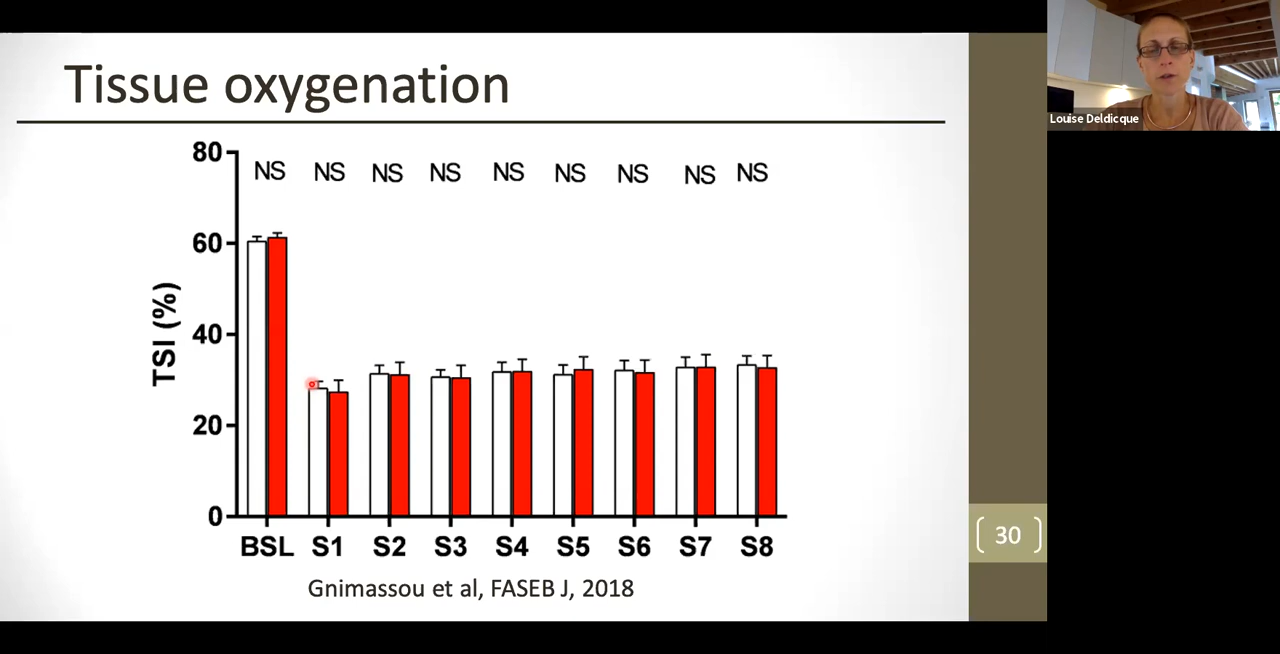 Tissue oxygenation
80
NS NS NS NS NS NS NS NS NS
60
TSI (%)
40
20
0
BSL S1 S2 S3 S4 S5 S6 S7 S8
Gnimassou et al, FASEB J, 2018
30
Louise Deldicque